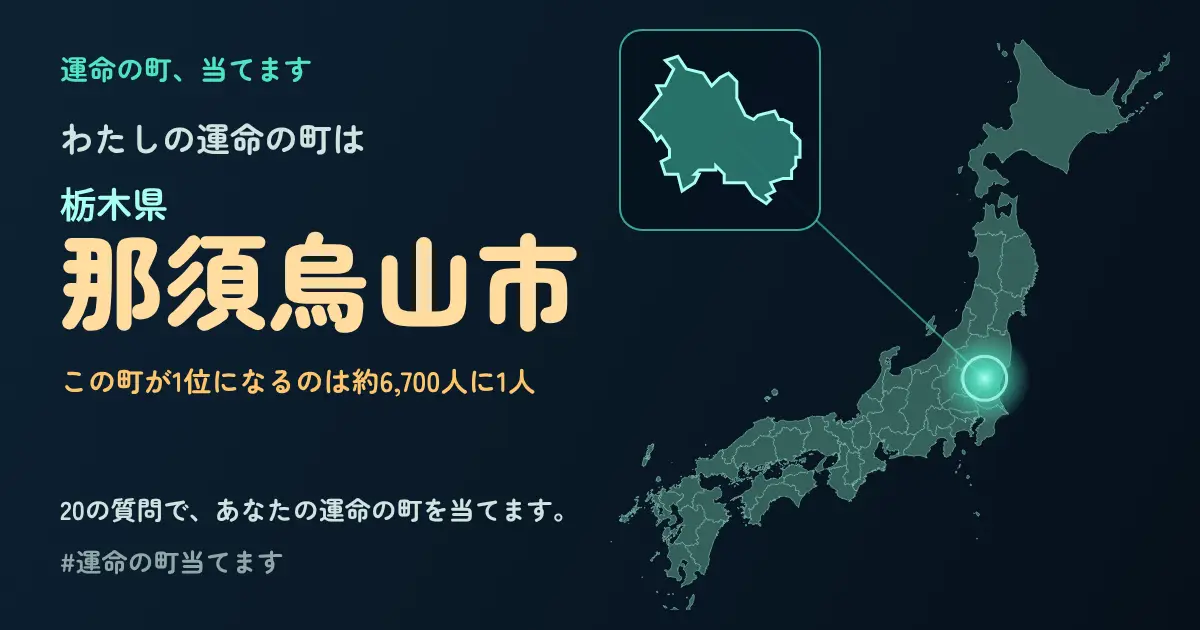 運命の町、当てます
わたしの運命の町は
栃木県
那須烏山市
この町が1位になるのは約6,700人に1人
20の質問で、あなたの運命の町を当てます。
#運命の町当てます